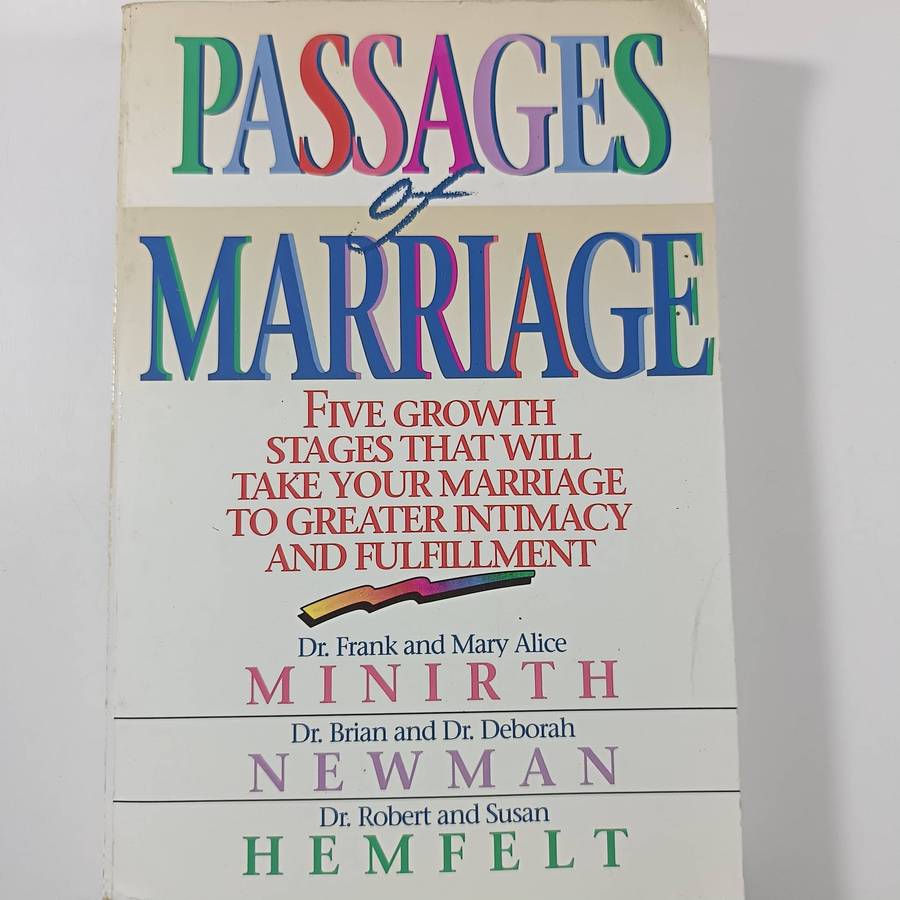 PASSAGES
of
MARRIAGE
FIVE GROWTH
STAGES THAT WILL
TAKE YOUR MARRIAGE
TO GREATER INTIMACY
AND FULFILLMENT
Dr. Frank and Mary Alice
MINIRTH
Dr. Brian and Dr. Deborah
NEWMAN
Dr. Robert and Susan
HEMFELT